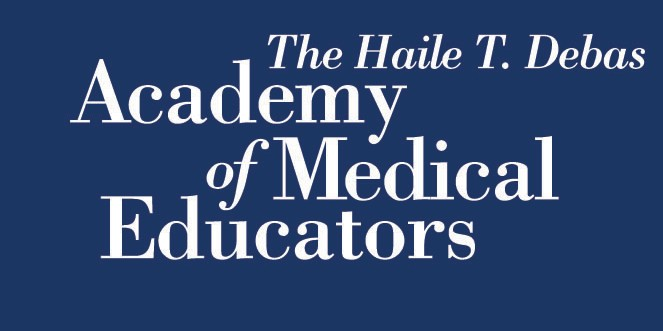 The Haile T. Debas
Academy
of Medical
Educators